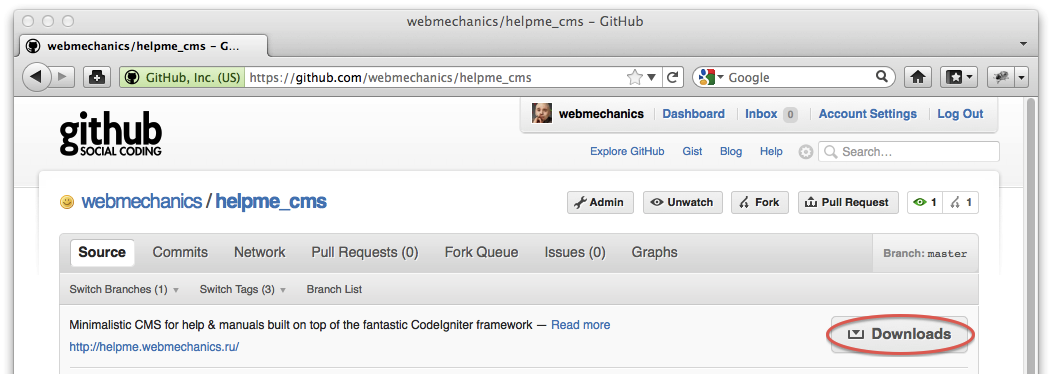 webmechanics/helpme_cms – GitHub
webmechanics/helpme_cms – G...
GitHub, Inc. (US) https://github.com/webmechanics/helpme_cms Google
github
SOCIAL CODING
webmechanics Dashboard Inbox 0 Account Settings Log Out
Explore GitHub Gist Blog Help Search...
webmechanics / helpme_cms Admin Unwatch Fork Pull Request 1 1
Source Commits Network Pull Requests (0) Fork Queue Issues (0) Graphs Branch: master
Switch Branches (1) Switch Tags (3) Branch List
Minimalistic CMS for help & manuals built on top of the fantastic CodeIgniter framework — Read more
http://helpme.webmechanics.ru/
Downloads